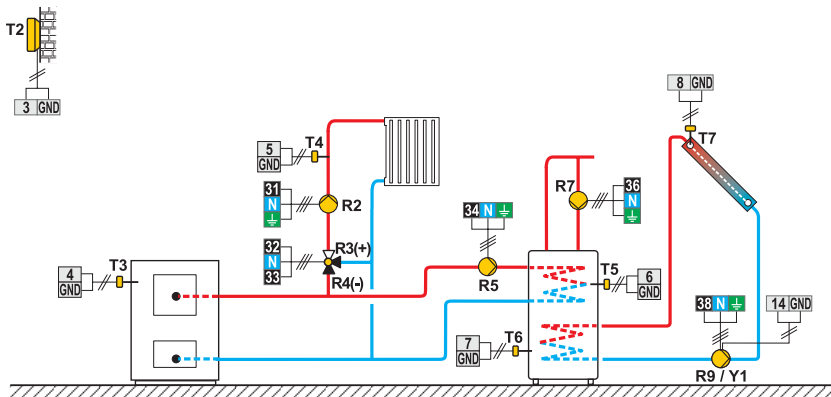 T2
3 GND
5
GND
T4
31
N
R2
32
N
33
R3(+)
R4(-)
4
GND
T3
34 N
R5
R7
36
N
T5
6
GND
7
GND
T6
8 GND
T7
38 N
14 GND
R9 / Y1